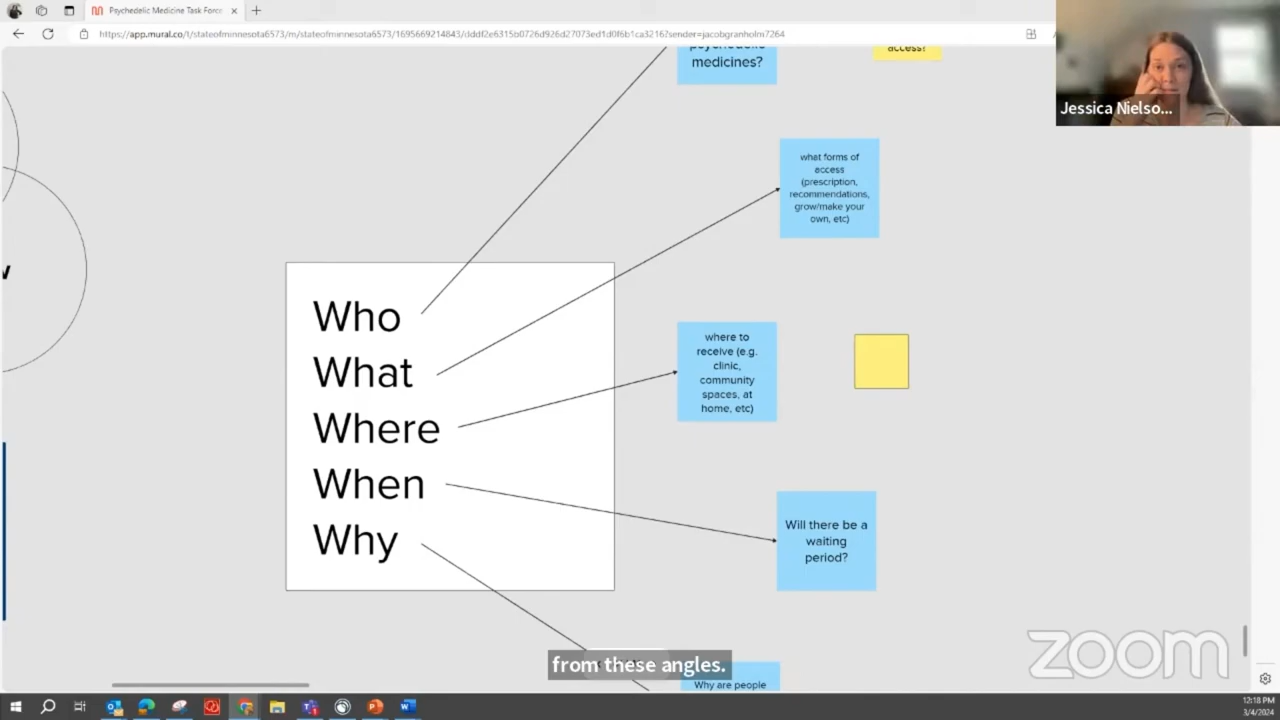 Psychedelic Medicine Task Force
https://app.mural.co/t/stateofminnesota6573/m/stateofminnesota6573/1695669214843/dddf2e6315b0726d926d27073ed1d0f6b1ca3216?sender=jacobgranholm7264
medicines?
access?
Jessica Nielso...
what forms of
access
(prescription,
recommendations,
grow/make your
own, etc)
Who
What
Where
When
Why
where to
receive (e.g.
clinic,
community
spaces, at
home, etc)
Will there be a
waiting
period?
from these angles.
Why are people
zoom
12:18 PM
3/4/2024